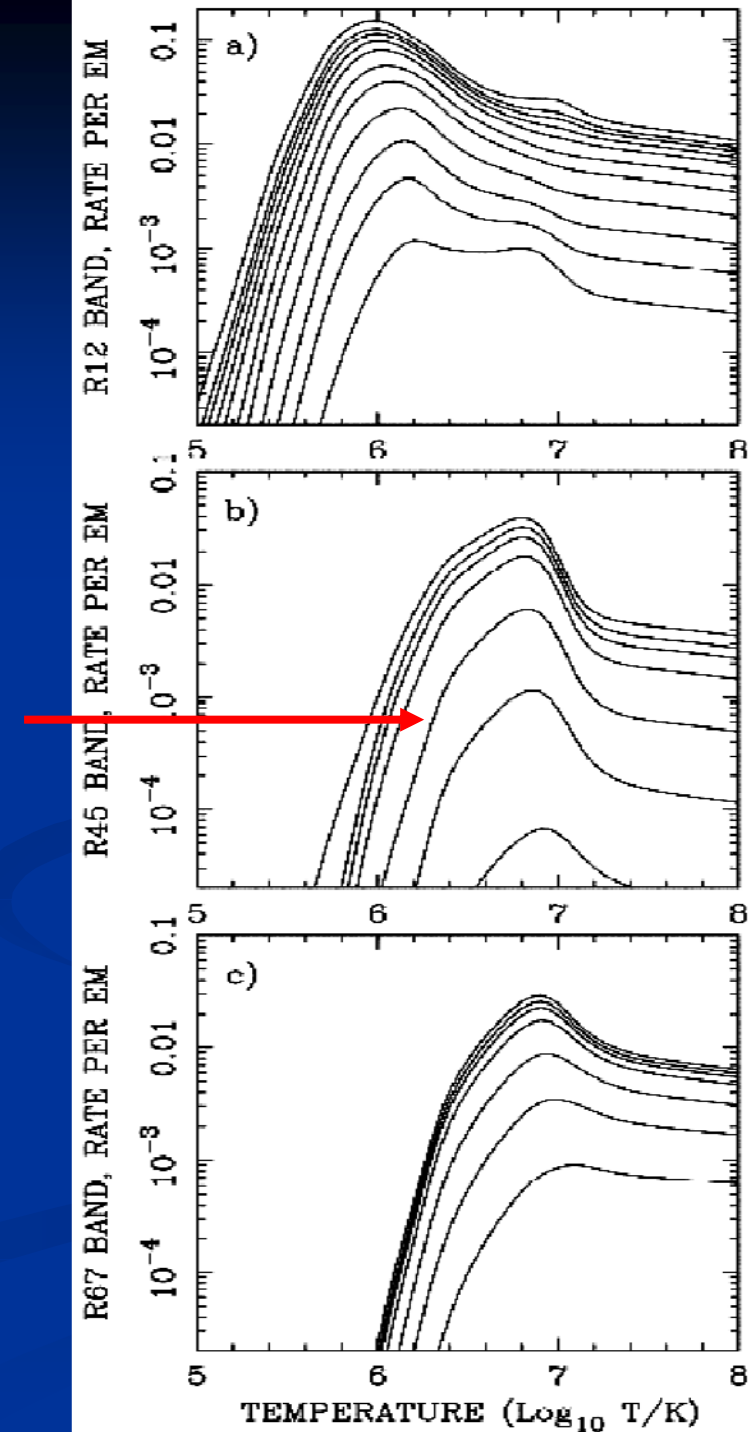 R12 BAND, RATE PER EM
a)
0.1
0.01
10⁻³
10⁻⁴
5 6 7 8
R45 BAND, RATE PER EM
b)
0.1
0.01
.0⁻³
10⁻⁴
5 6 7 8
R67 BAND, RATE PER EM
c)
0.1
0.01
10⁻³
10⁻⁴
5 6 7 8
TEMPERATURE (Log₁₀ T/K)